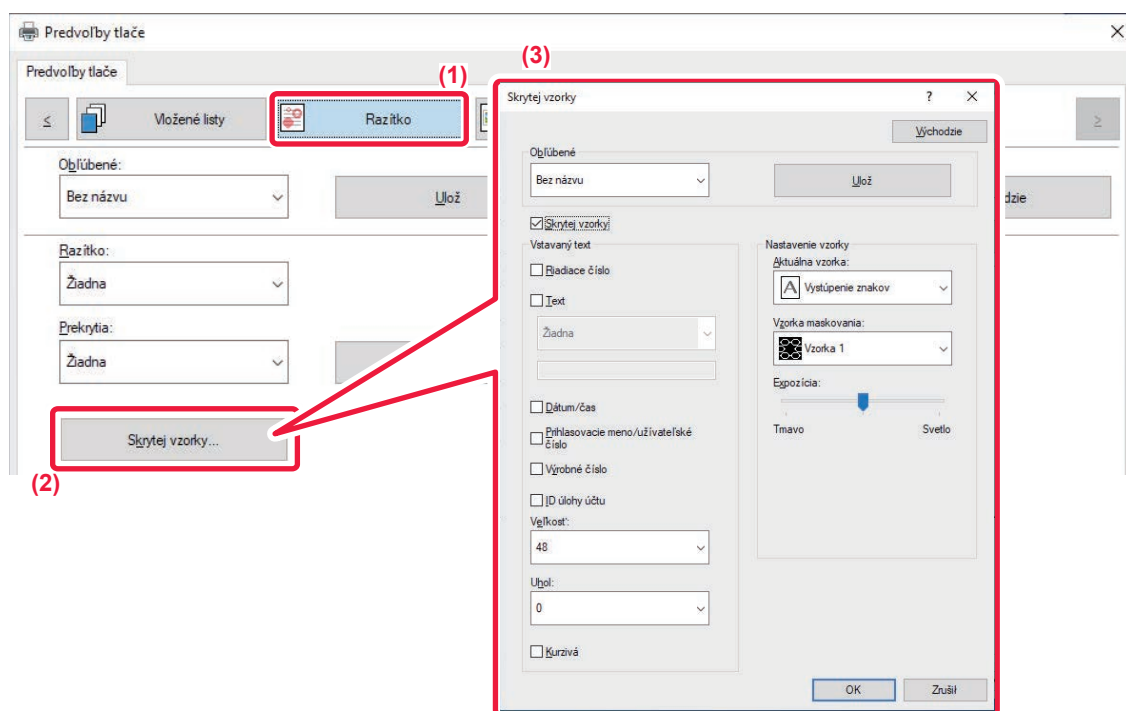 Predvoľby tlače
Predvoľby tlače
(1)
(3)
≤
Vložené listy
Razítko
≥
Obľúbené:
Bez názvu
Ulož
dzie
Razítko:
Žiadna
Prekrytia:
Žiadna
Skrytej vzorky...
(2)
Skrytej vzorky
?
Východzie
Obľúbené
Bez názvu
Ulož
Skrytej vzorky
Vstavaný text
Riadiace číslo
Text
Žiadna
Dátum/čas
Prihlasovacie meno/užívateľské
číslo
Výrobné číslo
ID úlohy účtu
Veľkosť:
48
Uhol:
0
Kurzivá
Nastavenie vzorky
Aktuálna vzorka:
A Vystúpenie znakov
Vzorka maskovania:
Vzorka 1
Expozícia:
Tmavo Svetlo
OK
Zrušiť